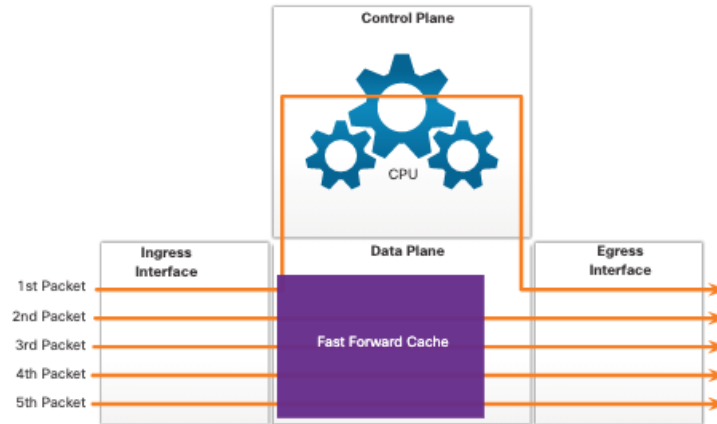 Control Plane
CPU
Ingress
Interface
Data Plane
Egress
Interface
1st Packet
2nd Packet
3rd Packet
Fast Forward Cache
4th Packet
5th Packet